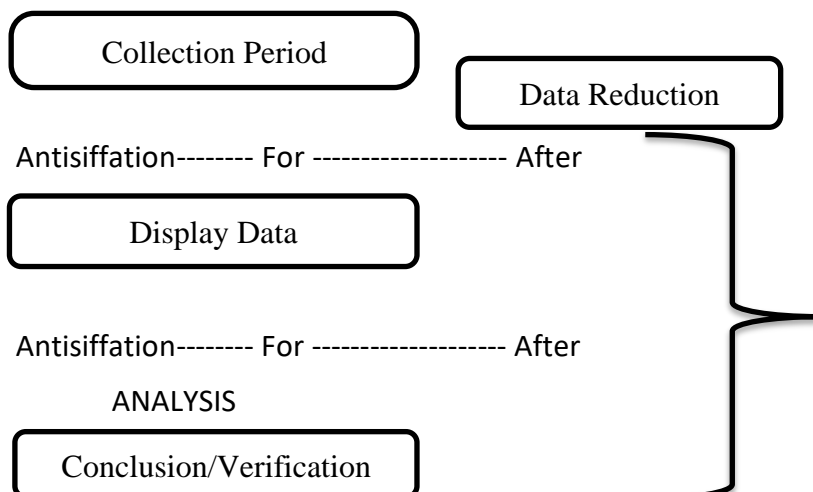 Collection Period
Data Reduction
Antisiffation-------- For -------------------- After
Display Data
Antisiffation-------- For -------------------- After
ANALYSIS
Conclusion/Verification